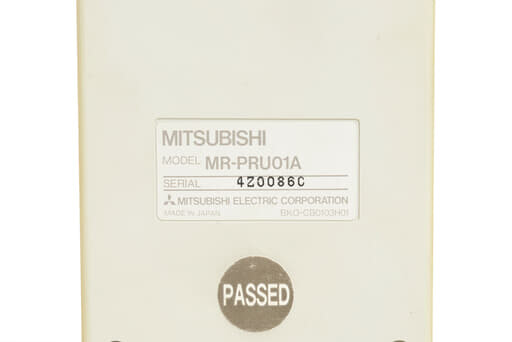 MITSUBISHI
MODEL MR-PRU01A
SERIAL 4Z0086C
MITSUBISHI ELECTRIC CORPORATION
MADE IN JAPAN BKO-CB0103H01
PASSED